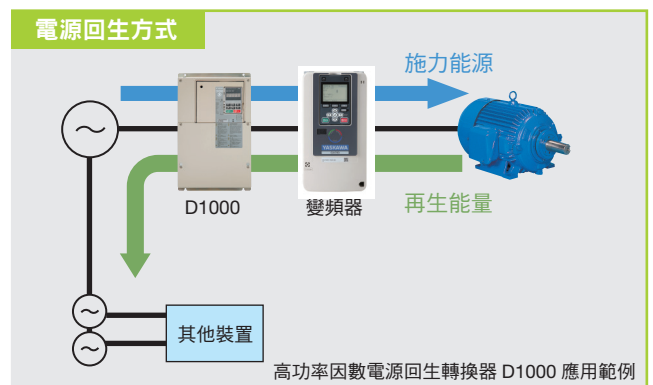 電源回生方式
施力能源
YASKAWA
D1000
變頻器
再生能量
其他裝置
高功率因數電源回生轉換器 D1000 應用範例